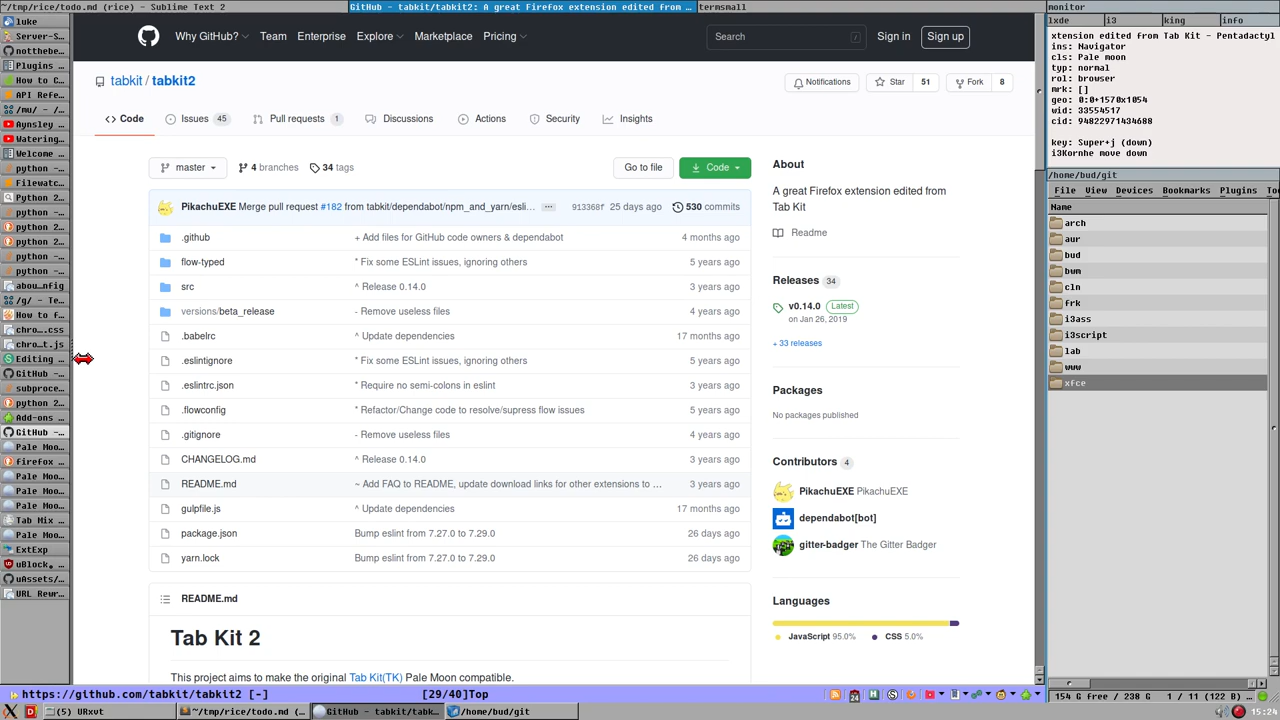 ~/tmp/rice/todo.md (rice) - Sublime Text 2
GitHub - tabkit/tabkit2: A great Firefox extension edited from ...
termsmall
monitor
luke
Server-S...
notthebe...
Plugins ...
How to C...
API Refe...
/mu/ - /...
Aynsley ...
Watering...
Welcome ...
python -...
Filewatc...
Python 2...
python -...
python 2...
python 2...
python -...
python -...
abou…nfig
/g/ - Te...
How to f...
chro….css
chro…t.js
Editing ...
GitHub -...
subproce...
python 2...
Add-ons ...
GitHub -...
Pale Moo...
firefox ...
Pale Moo...
Pale Moo...
Pale Moo...
Tab Mix ...
Pale Moo...
ExtExp
uBlock₀ ...
uAssets/...
URL Rewr...
Why GitHub?
Team
Enterprise
Explore
Marketplace
Pricing
Search
/
Sign in
Sign up
tabkit / tabkit2
Notifications
Star 51
Fork 8
Code
Issues 45
Pull requests 1
Discussions
Actions
Security
Insights
master
4 branches
34 tags
Go to file
Code
PikachuEXE Merge pull request #182 from tabkit/dependabot/npm_and_yarn/esli… ... 913368f 25 days ago 530 commits
.github + Add files for GitHub code owners & dependabot 4 months ago
flow-typed * Fix some ESLint issues, ignoring others 5 years ago
src ^ Release 0.14.0 3 years ago
versions/beta_release - Remove useless files 4 years ago
.babelrc ^ Update dependencies 17 months ago
.eslintignore * Fix some ESLint issues, ignoring others 5 years ago
.eslintrc.json * Require no semi-colons in eslint 3 years ago
.flowconfig * Refactor/Change code to resolve/supress flow issues 5 years ago
.gitignore - Remove useless files 4 years ago
CHANGELOG.md ^ Release 0.14.0 3 years ago
README.md ~ Add FAQ to README, update download links for other extensions to … 3 years ago
gulpfile.js ^ Update dependencies 17 months ago
package.json Bump eslint from 7.27.0 to 7.29.0 26 days ago
yarn.lock Bump eslint from 7.27.0 to 7.29.0 26 days ago
README.md
Tab Kit 2
This project aims to make the original Tab Kit(TK) Pale Moon compatible.
About
A great Firefox extension edited from
Tab Kit
Readme
Releases 34
v0.14.0 Latest
on Jan 26, 2019
+ 33 releases
Packages
No packages published
Contributors 4
PikachuEXE PikachuEXE
dependabot[bot]
gitter-badger The Gitter Badger
Languages
JavaScript 95.0% CSS 5.0%
lxde i3 king info
xtension edited from Tab Kit - Pentadactyl
ins: Navigator
cls: Pale moon
typ: normal
rol: browser
mrk: []
geo: 0:0+1570x1054
wid: 33554517
cid: 94822971434688
key: Super+j (down)
i3Kornhe move down
/home/bud/git
File View Devices Bookmarks Plugins To
Name
arch
aur
bud
bwm
cln
frk
i3ass
i3script
lab
www
xfce
154 G free / 238 G
1 / 11 (122 B) ...
https://github.com/tabkit/tabkit2 [-]
[29/40]Top
24
(5) URxvt
~/tmp/rice/todo.md (...
GitHub - tabkit/tabk...
/home/bud/git
15:24